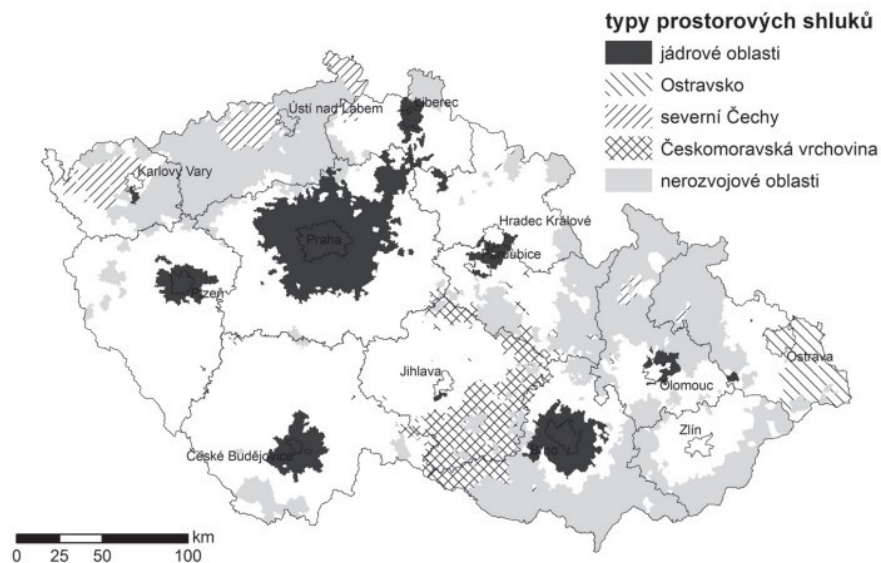 typy prostorových shluků
jádrové oblasti
Ostravsko
severní Čechy
Českomoravská vrchovina
nerozvojové oblasti
Liberec
Ústí nad Labem
Karlovy Vary
Hradec Králové
Praha
Pardubice
Plzeň
Ostrava
Jihlava
Olomouc
Zlín
Brno
České Budějovice
km
0 25 50 100